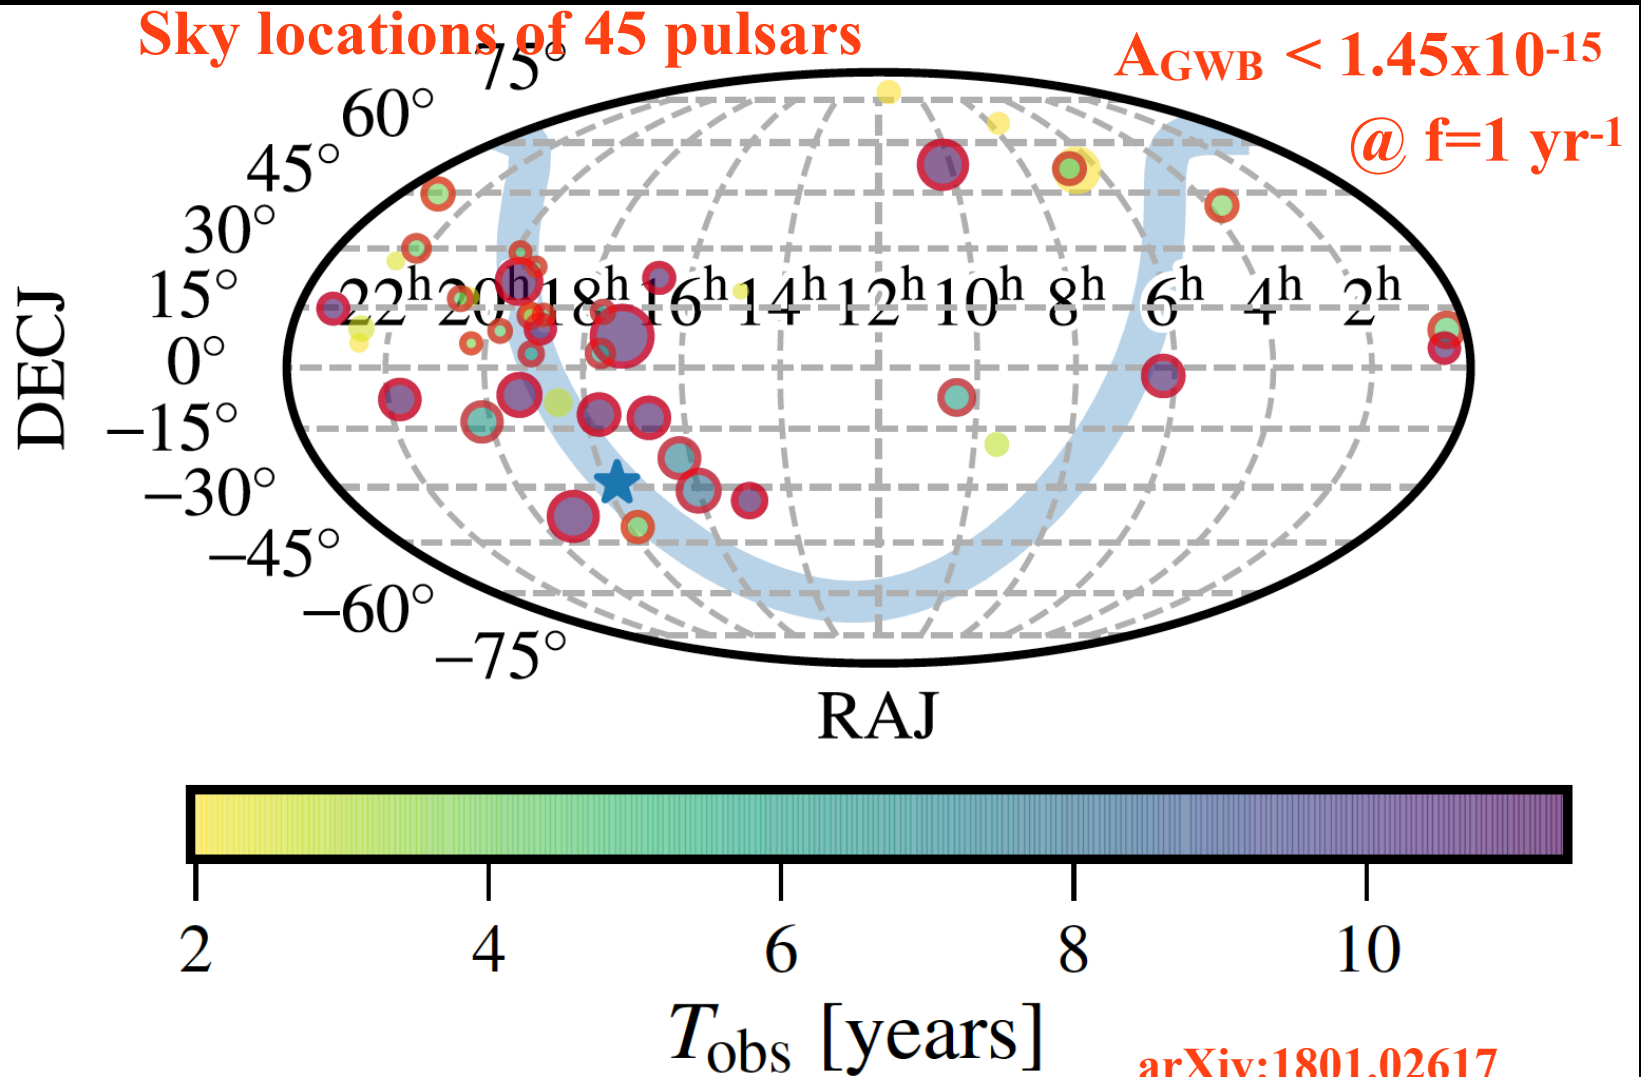 Sky locations of 45 pulsars
A_GWB < 1.45x10^-15
@ f=1 yr^-1
75°
60°
45°
30°
15°
0°
−15°
−30°
−45°
−60°
−75°
DECJ
22h 20h 18h 16h 14h 12h 10h 8h 6h 4h 2h
RAJ
2 4 6 8 10
T_obs [years]
arXiv:1801.02617